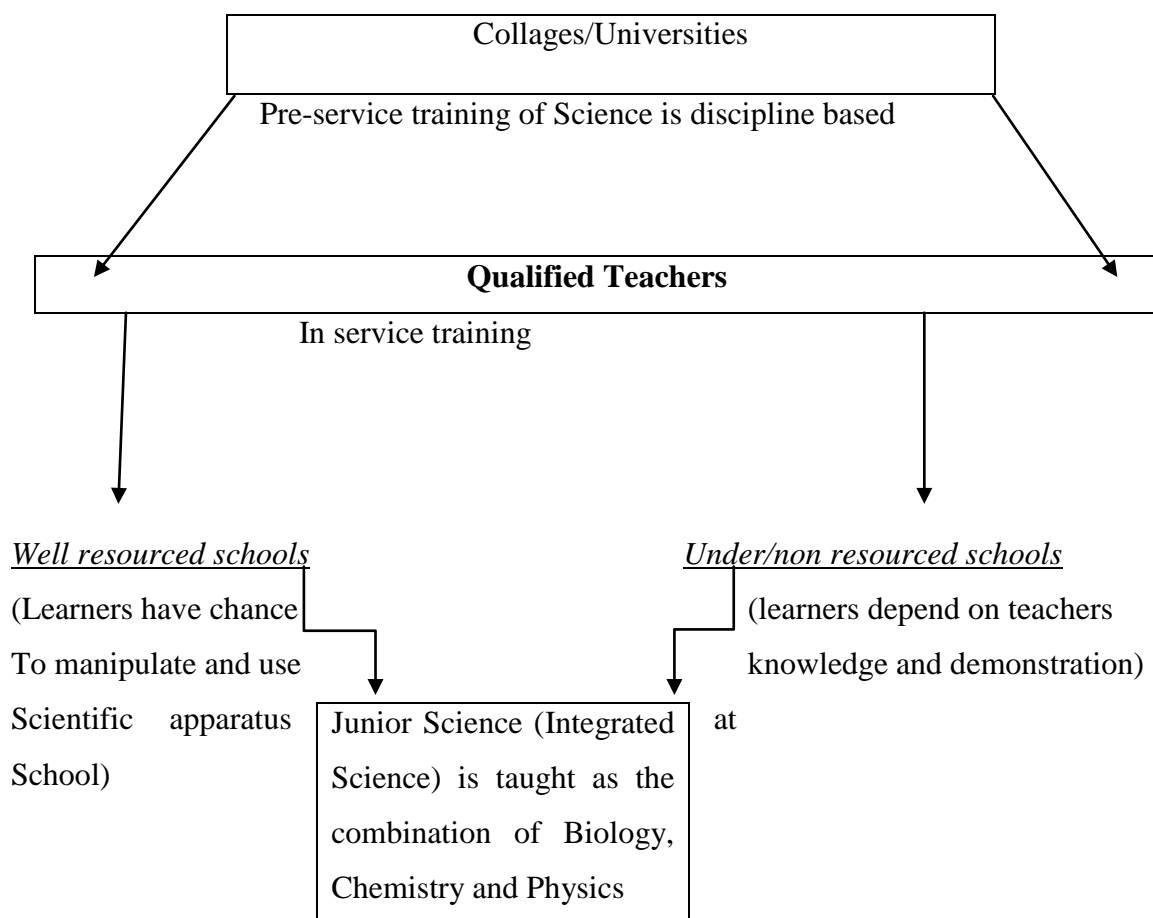 Collages/Universities
Pre-service training of Science is discipline based
Qualified Teachers
In service training
Well resourced schools
(Learners have chance
To manipulate and use
Scientific apparatus at
School)
Under/non resourced schools
(learners depend on teachers
knowledge and demonstration)
Junior Science (Integrated
Science) is taught as the
combination of Biology,
Chemistry and Physics